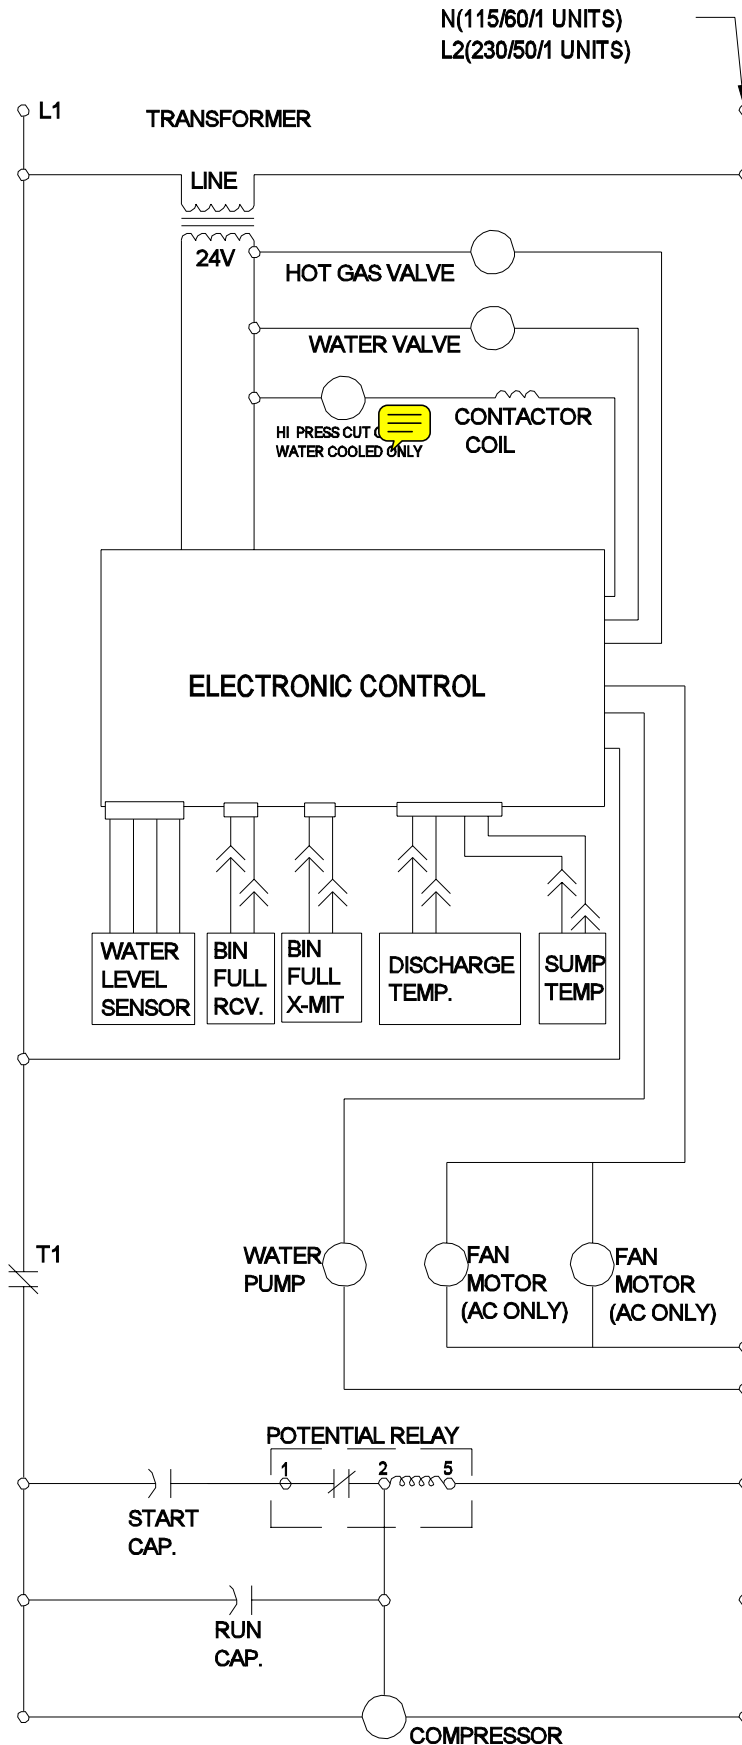 N(115/60/1 UNITS)
L2(230/50/1 UNITS)
L1
TRANSFORMER
LINE
24V
HOT GAS VALVE
WATER VALVE
HI PRESS CUT
WATER COOLED ONLY
CONTACTOR
COIL
ELECTRONIC CONTROL
WATER
LEVEL
SENSOR
BIN
FULL
RCV.
BIN
FULL
X-MIT
DISCHARGE
TEMP.
SUMP
TEMP
T1
WATER
PUMP
FAN
MOTOR
(AC ONLY)
FAN
MOTOR
(AC ONLY)
POTENTIAL RELAY
1
2
5
START
CAP.
RUN
CAP.
COMPRESSOR